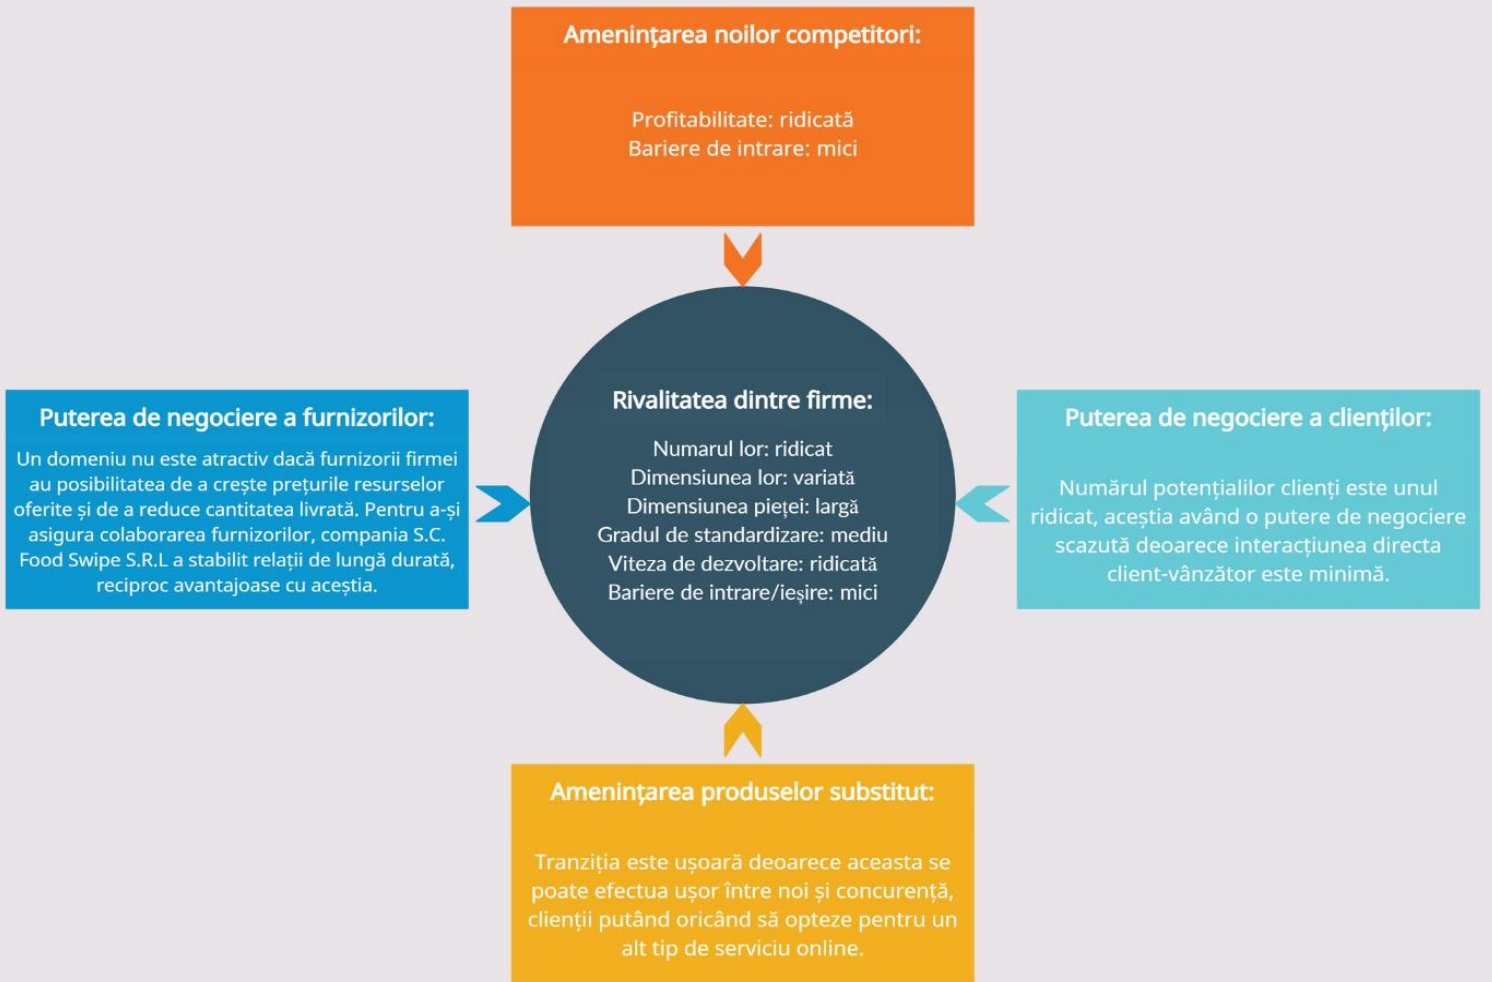 Amenințarea noilor competitori:
Profitabilitate: ridicată
Bariere de intrare: mici
Puterea de negociere a furnizorilor:
Un domeniu nu este atractiv dacă furnizorii firmei
au posibilitatea de a crește prețurile resurselor
oferite și de a reduce cantitatea livrată. Pentru a-și
asigura colaborarea furnizorilor, compania S.C.
Food Swipe S.R.L a stabilit relații de lungă durată,
reciproc avantajoase cu aceștia.
Rivalitatea dintre firme:
Numarul lor: ridicat
Dimensiunea lor: variată
Dimensiunea pieței: largă
Gradul de standardizare: mediu
Viteza de dezvoltare: ridicată
Bariere de intrare/ieșire: mici
Puterea de negociere a clienților:
Numărul potențialilor clienți este unul
ridicat, aceștia având o putere de negociere
scazută deoarece interacțiunea directa
client-vânzător este minimă.
Amenințarea produselor substitut:
Tranziția este ușoară deoarece aceasta se
poate efectua ușor între noi și concurență,
clienții putând oricând să opteze pentru un
alt tip de serviciu online.